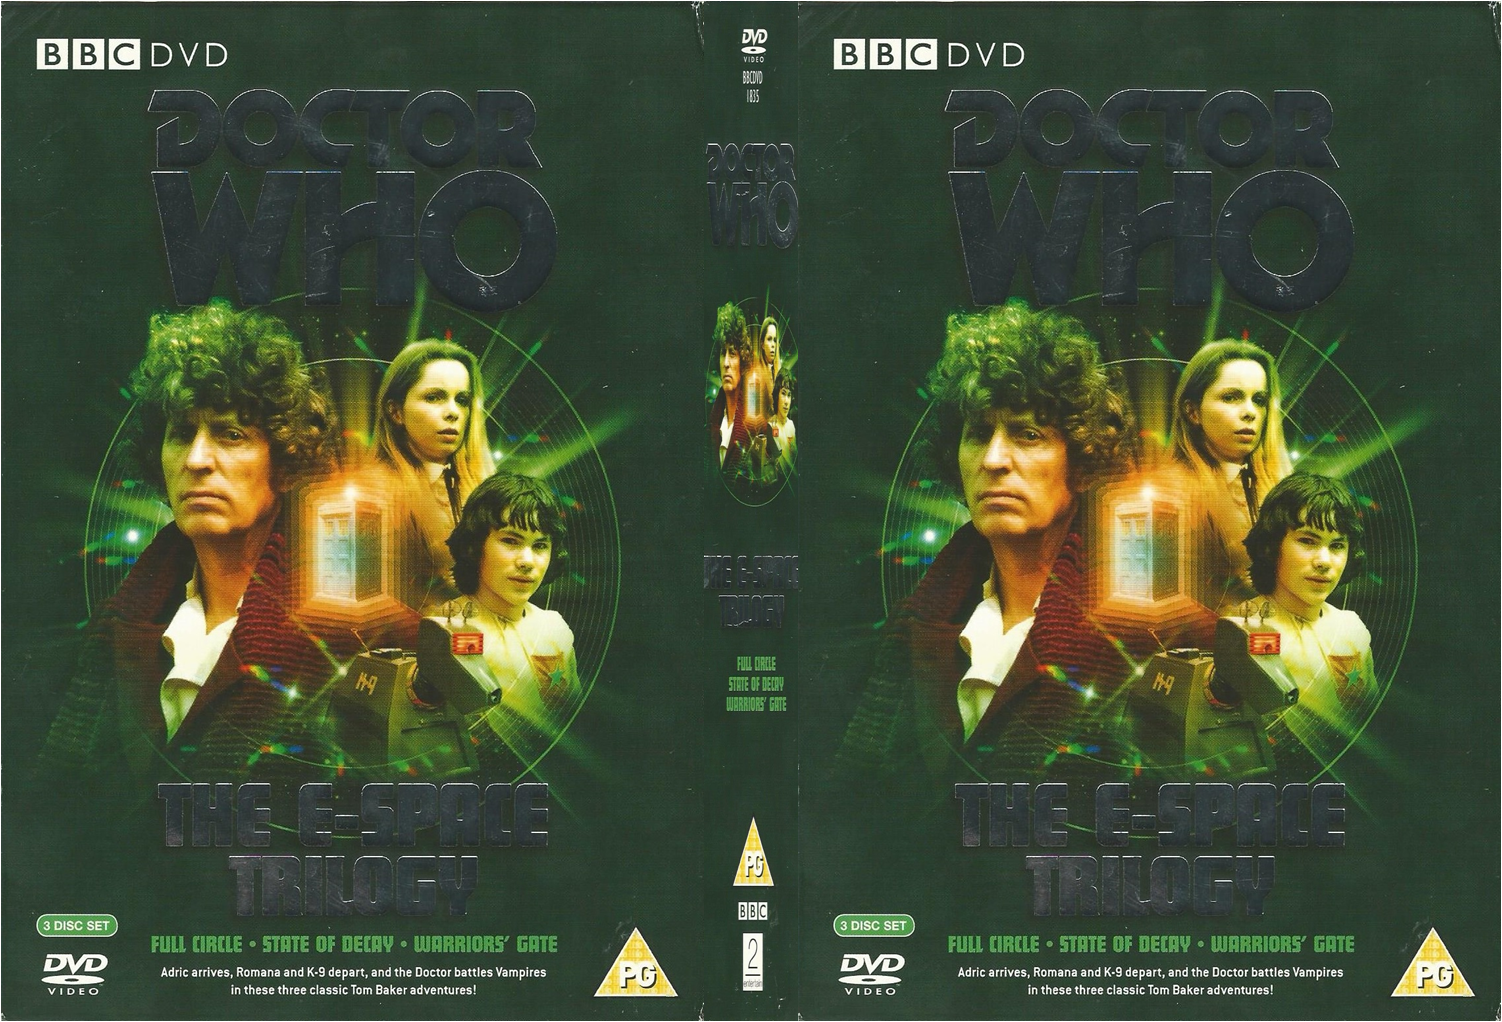 BBC DVD
DOCTOR
WHO
K-9
THE E-SPACE
TRILOGY
3 DISC SET
FULL CIRCLE • STATE OF DECAY • WARRIORS' GATE
DVD
VIDEO
Adric arrives, Romana and K-9 depart, and the Doctor battles Vampires
in these three classic Tom Baker adventures!
PG
DVD
VIDEO
BBCDVD
1835
DOCTOR
WHO
THE E-SPACE
TRILOGY
FULL CIRCLE
STATE OF DECAY
WARRIORS' GATE
PG
BBC
2
entertain
BBC DVD
DOCTOR
WHO
K-9
THE E-SPACE
TRILOGY
3 DISC SET
FULL CIRCLE • STATE OF DECAY • WARRIORS' GATE
DVD
VIDEO
Adric arrives, Romana and K-9 depart, and the Doctor battles Vampires
in these three classic Tom Baker adventures!
PG